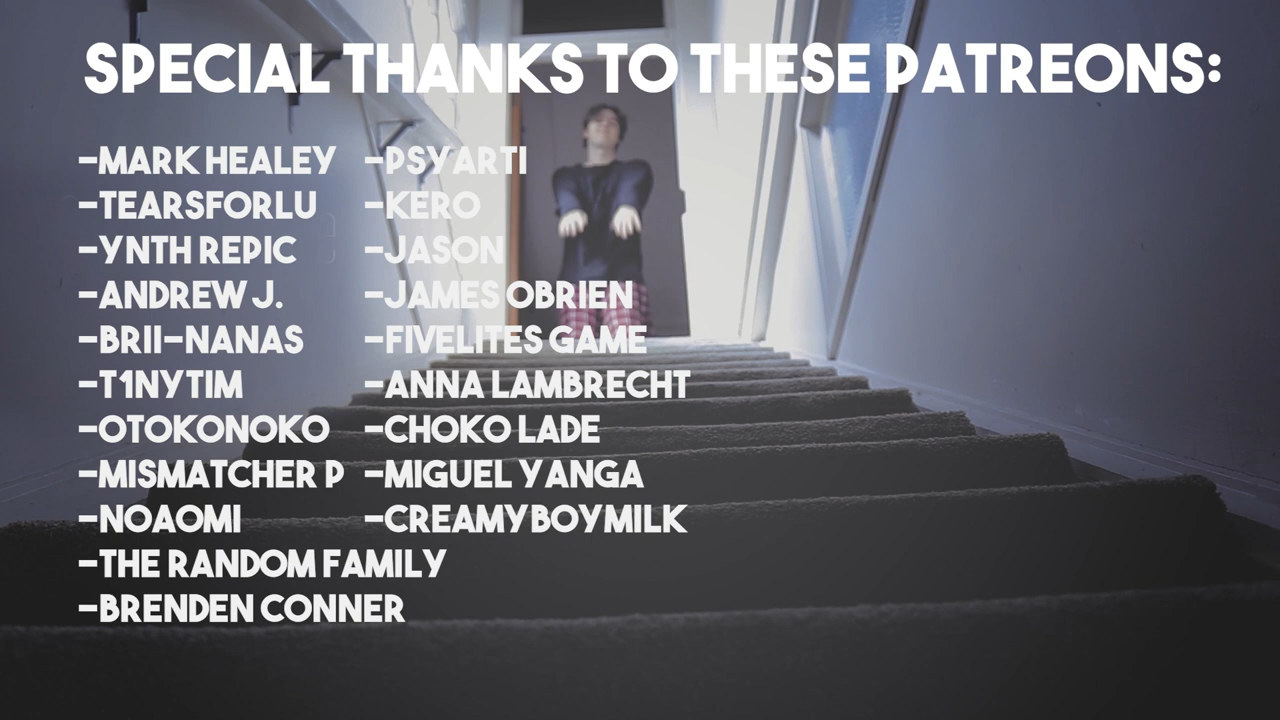 SPECIAL THANKS TO THESE PATREONS:
-MARK HEALEY
-TEARSFORLU
-YNTH REPIC
-ANDREW J.
-BRII-NANAS
-T1NYTIM
-OTOKONOKO
-MISMATCHER P
-NOAOMI
-THE RANDOM FAMILY
-BRENDEN CONNER
-PSYARTI
-KERO
-JASON
-JAMES OBRIEN
-FIVELITES GAME
-ANNA LAMBRECHT
-CHOKO LADE
-MIGUEL YANGA
-CREAMYBOYMILK